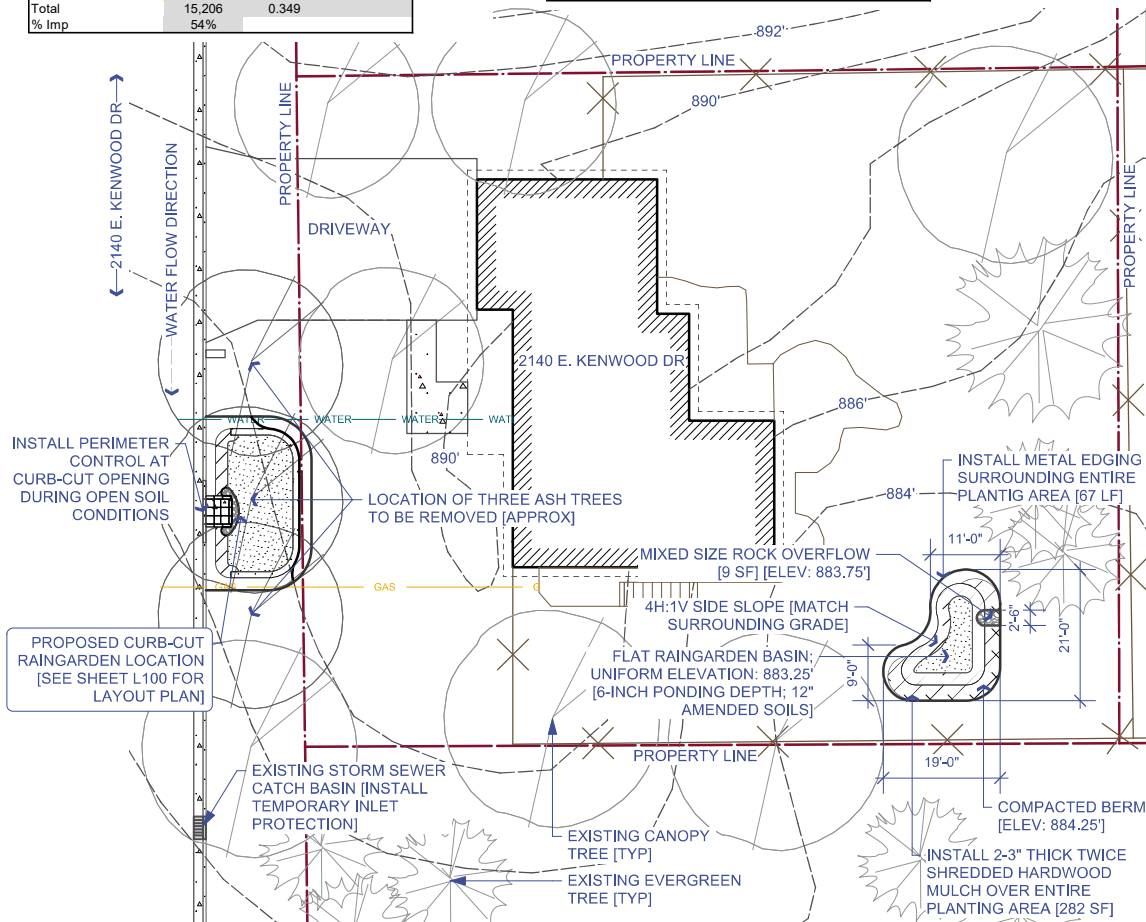 Total 15,206 0.349
% Imp 54%
892'
PROPERTY LINE
890'
2140 E. KENWOOD DR
WATER FLOW DIRECTION
PROPERTY LINE
DRIVEWAY
PROPERTY LINE
2140 E. KENWOOD DR
WATER WATER WATER WAT
886'
INSTALL PERIMETER
CONTROL AT
CURB-CUT OPENING
DURING OPEN SOIL
CONDITIONS
890'
LOCATION OF THREE ASH TREES
TO BE REMOVED [APPROX]
884'
INSTALL METAL EDGING
SURROUNDING ENTIRE
PLANTIG AREA [67 LF]
11'-0"
MIXED SIZE ROCK OVERFLOW
[9 SF] [ELEV: 883.75']
GAS GAS G
4H:1V SIDE SLOPE [MATCH
SURROUNDING GRADE]
2'-6"
21'-0"
PROPOSED CURB-CUT
RAINGARDEN LOCATION
[SEE SHEET L100 FOR
LAYOUT PLAN]
FLAT RAINGARDEN BASIN;
UNIFORM ELEVATION: 883.25'
[6-INCH PONDING DEPTH; 12"
AMENDED SOILS]
9'-0"
PROPERTY LINE
19'-0"
EXISTING STORM SEWER
CATCH BASIN [INSTALL
TEMPORARY INLET
PROTECTION]
COMPACTED BERM
[ELEV: 884.25']
EXISTING CANOPY
TREE [TYP]
EXISTING EVERGREEN
TREE [TYP]
INSTALL 2-3" THICK TWICE
SHREDDED HARDWOOD
MULCH OVER ENTIRE
PLANTING AREA [282 SF]